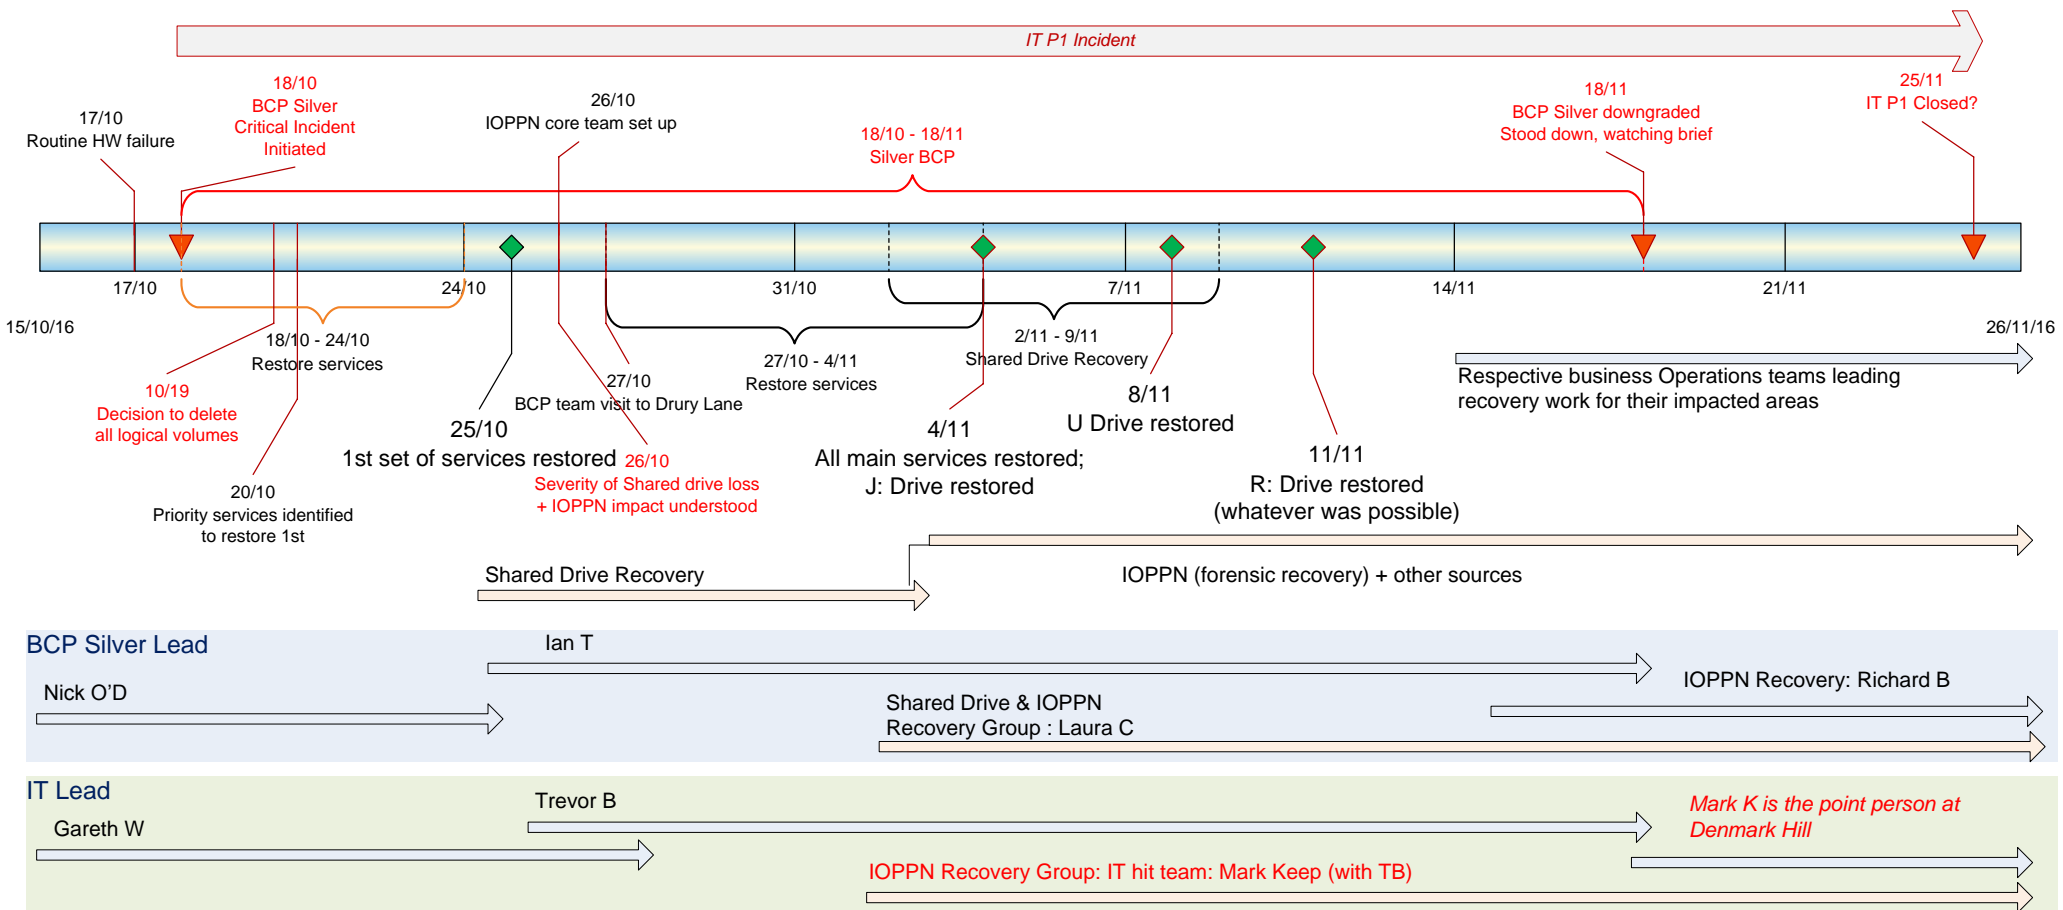 IT P1 Incident
17/10
Routine HW failure
18/10
BCP Silver
Critical Incident
Initiated
26/10
IOPPN core team set up
18/10 - 18/11
Silver BCP
18/11
BCP Silver downgraded
Stood down, watching brief
25/11
IT P1 Closed?
17/10
24/10
31/10
7/11
14/11
21/11
15/10/16
26/11/16
18/10 - 24/10
Restore services
27/10 - 4/11
Restore services
2/11 - 9/11
Shared Drive Recovery
10/19
Decision to delete
all logical volumes
20/10
Priority services identified
to restore 1st
25/10
1st set of services restored
27/10
BCP team visit to Drury Lane
26/10
Severity of Shared drive loss
+ IOPPN impact understood
4/11
All main services restored;
J: Drive restored
8/11
U Drive restored
11/11
R: Drive restored
(whatever was possible)
Respective business Operations teams leading
recovery work for their impacted areas
Shared Drive Recovery
IOPPN (forensic recovery) + other sources
BCP Silver Lead
Nick O’D
Ian T
Shared Drive & IOPPN
Recovery Group : Laura C
IOPPN Recovery: Richard B
IT Lead
Gareth W
Trevor B
IOPPN Recovery Group: IT hit team: Mark Keep (with TB)
Mark K is the point person at
Denmark Hill